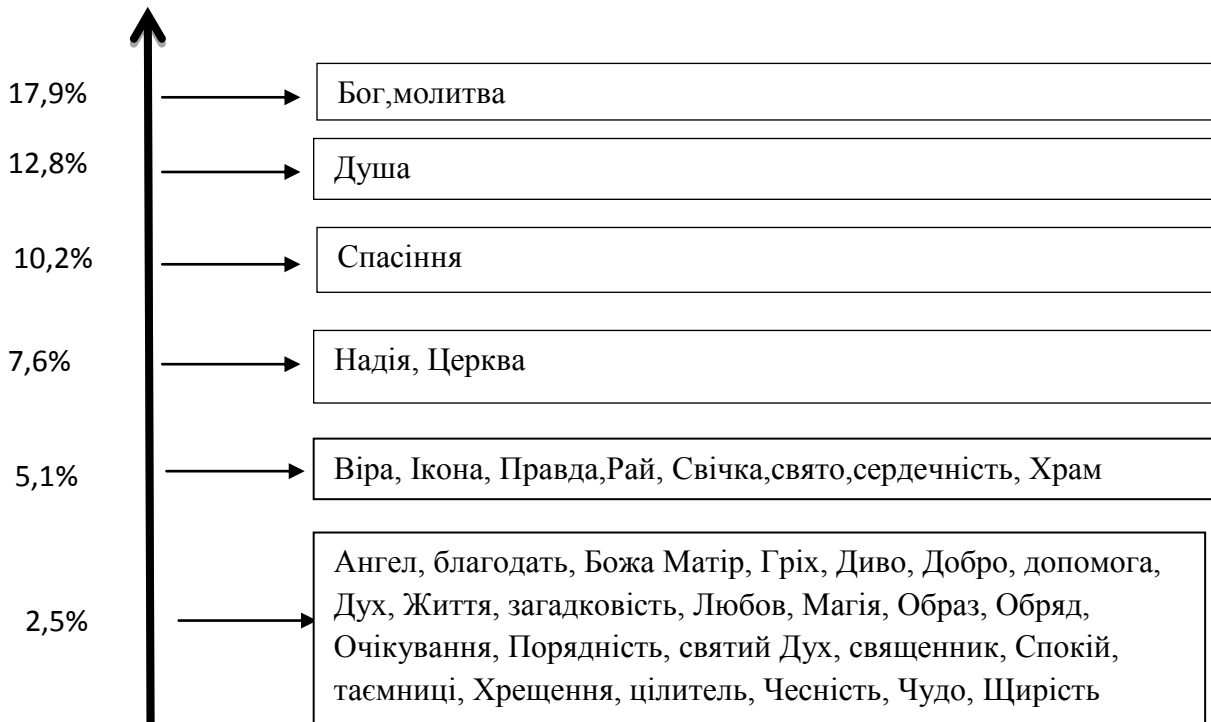 17,9%
Бог,молитва
12,8%
Душа
10,2%
Спасіння
7,6%
Надія, Церква
5,1%
Віра, Ікона, Правда,Рай, Свічка,свято,сердечність, Храм
2,5%
Ангел, благодать, Божа Матір, Гріх, Диво, Добро, допомога,
Дух, Життя, загадковість, Любов, Магія, Образ, Обряд,
Очікування, Порядність, святий Дух, священник, Спокій,
таємниці, Хрещення, цілитель, Чесність, Чудо, Щирість